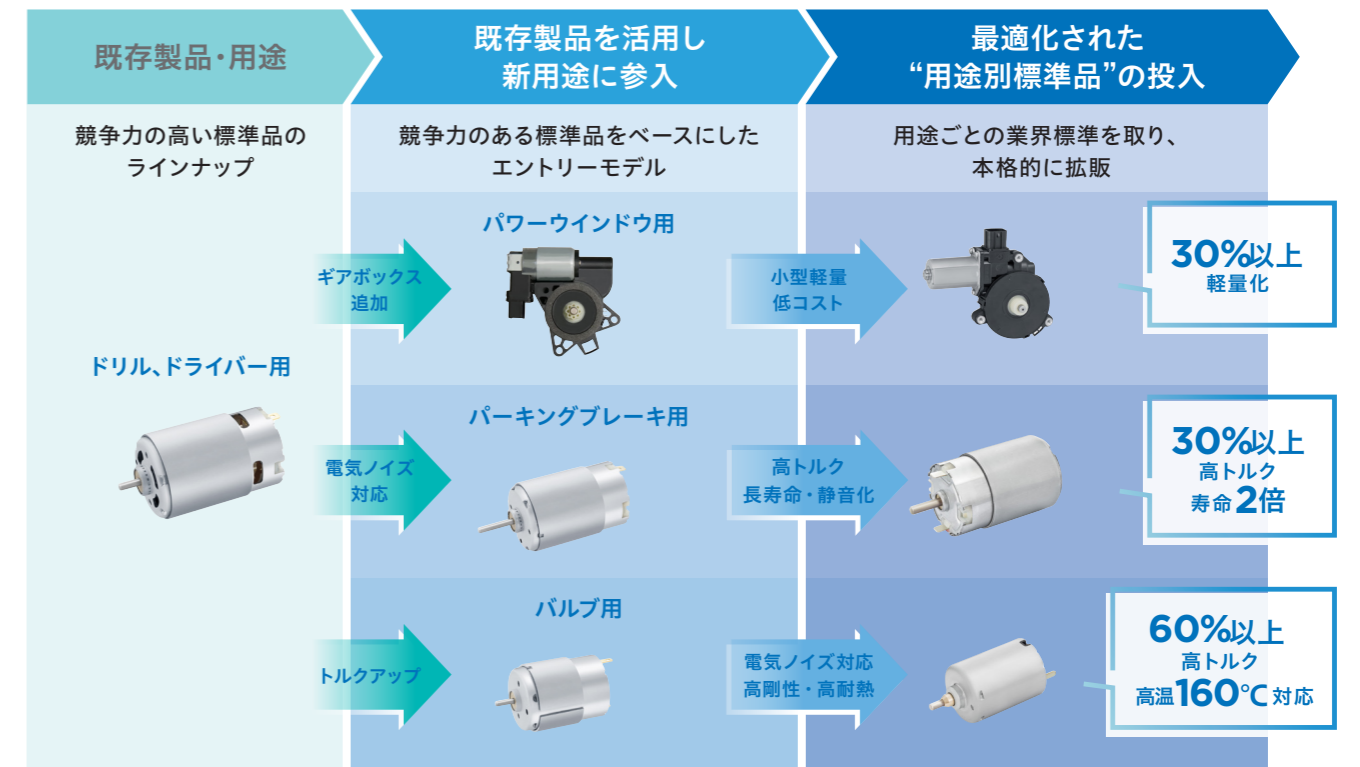 既存製品・用途
既存製品を活用し
新用途に参入
最適化された
“用途別標準品”の投入
競争力の高い標準品の
ラインナップ
競争力のある標準品をベースにした
エントリーモデル
用途ごとの業界標準を取り、
本格的に拡販
ドリル、ドライバー用
ギアボックス
追加
パワーウインドウ用
小型軽量
低コスト
30%以上
軽量化
電気ノイズ
対応
パーキングブレーキ用
高トルク
長寿命・静音化
30%以上
高トルク
寿命2倍
トルクアップ
バルブ用
電気ノイズ対応
高剛性・高耐熱
60%以上
高トルク
高温160℃対応